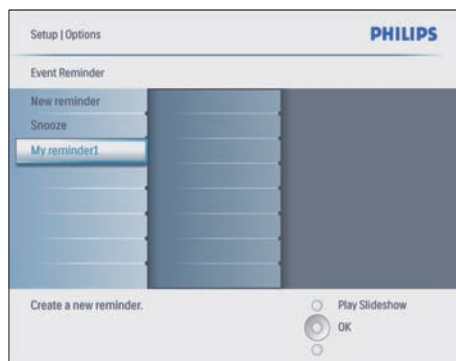 Setup | Options
PHILIPS
Event Reminder
New reminder
Snooze
My reminder1
Create a new reminder.
Play Slideshow
OK